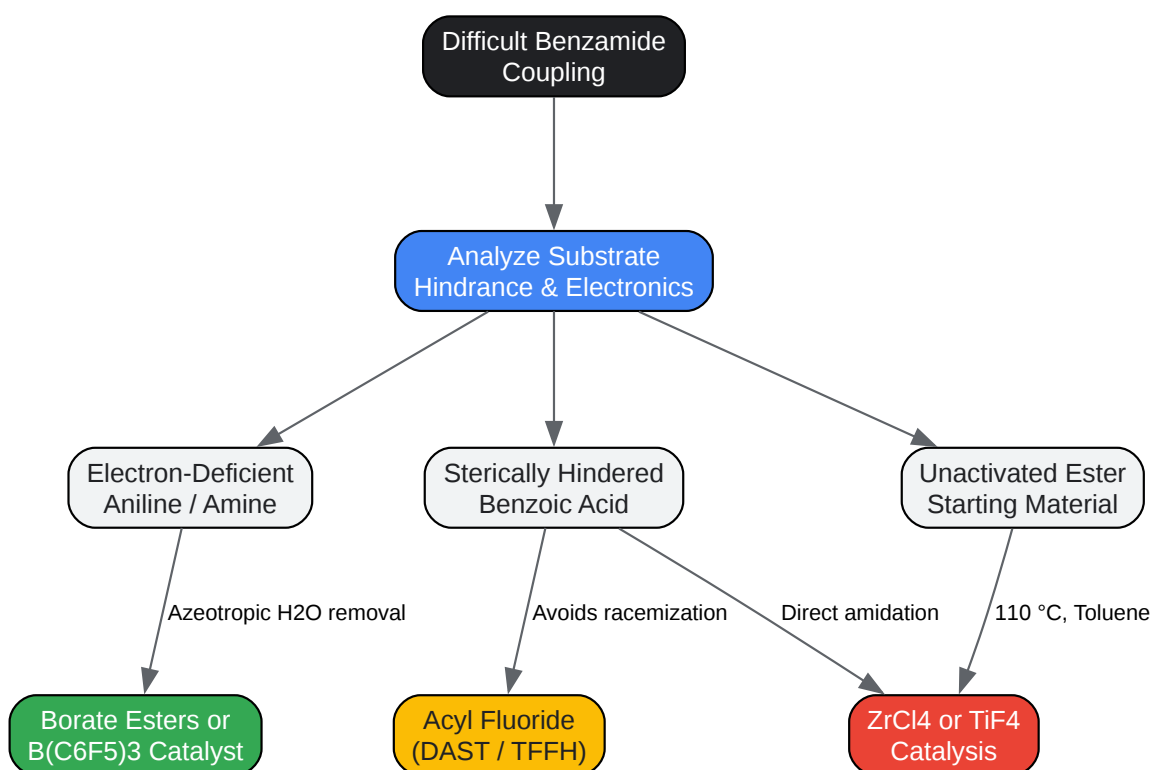 Difficult Benzamide
Coupling
Analyze Substrate
Hindrance & Electronics
Electron-Deficient
Aniline / Amine
Sterically Hindered
Benzoic Acid
Unactivated Ester
Starting Material
Azeotropic H2O removal
Avoids racemization
Direct amidation
110 °C, Toluene
Borate Esters or
B(C6F5)3 Catalyst
Acyl Fluoride
(DAST / TFFH)
ZrCl4 or TiF4
Catalysis